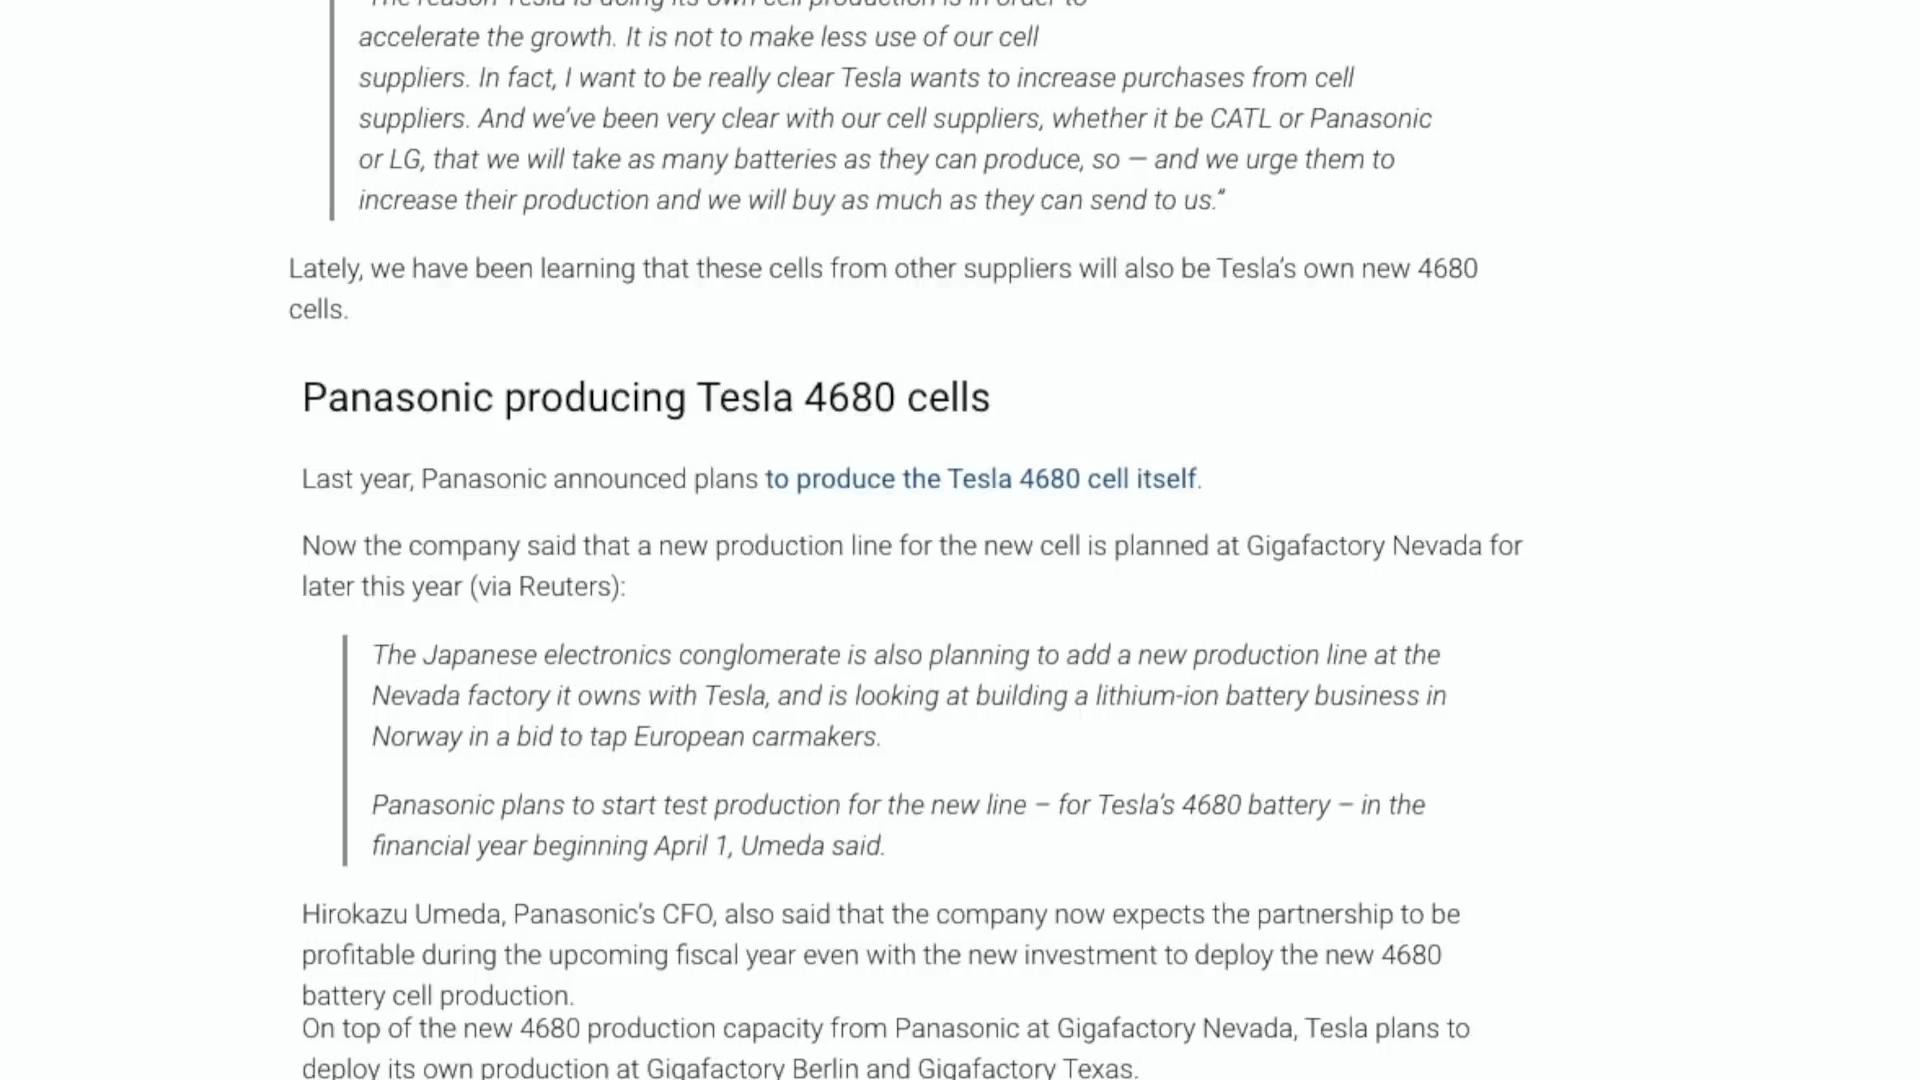 "The reason Tesla is doing its own cell production is in order to
accelerate the growth. It is not to make less use of our cell
suppliers. In fact, I want to be really clear Tesla wants to increase purchases from cell
suppliers. And we've been very clear with our cell suppliers, whether it be CATL or Panasonic
or LG, that we will take as many batteries as they can produce, so — and we urge them to
increase their production and we will buy as much as they can send to us."
Lately, we have been learning that these cells from other suppliers will also be Tesla's own new 4680
cells.
Panasonic producing Tesla 4680 cells
Last year, Panasonic announced plans to produce the Tesla 4680 cell itself.
Now the company said that a new production line for the new cell is planned at Gigafactory Nevada for
later this year (via Reuters):
The Japanese electronics conglomerate is also planning to add a new production line at the
Nevada factory it owns with Tesla, and is looking at building a lithium-ion battery business in
Norway in a bid to tap European carmakers.
Panasonic plans to start test production for the new line – for Tesla's 4680 battery – in the
financial year beginning April 1, Umeda said.
Hirokazu Umeda, Panasonic's CFO, also said that the company now expects the partnership to be
profitable during the upcoming fiscal year even with the new investment to deploy the new 4680
battery cell production.
On top of the new 4680 production capacity from Panasonic at Gigafactory Nevada, Tesla plans to
deploy its own production at Gigafactory Berlin and Gigafactory Texas.